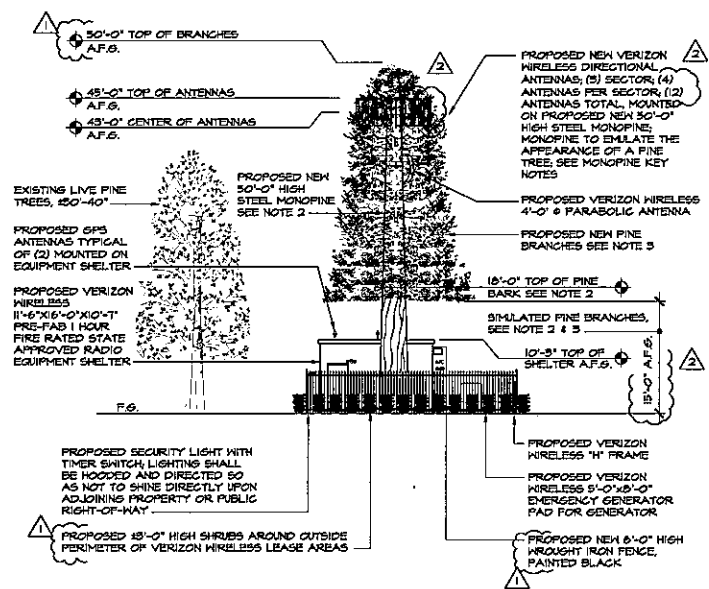 1
50'-0" TOP OF BRANCHES
A.F.G.
45'-0" TOP OF ANTENNAS
A.F.G.
43'-0" CENTER OF ANTENNAS
A.F.G.
EXISTING LIVE PINE
TREES, ±30'-40"
PROPOSED GPS
ANTENNAS TYPICAL
OF (2) MOUNTED ON
EQUIPMENT SHELTER
PROPOSED VERIZON
WIRELESS
11'-6"X16'-0"X10'-7"
PRE-FAB 1 HOUR
FIRE RATED STATE
APPROVED RADIO
EQUIPMENT SHELTER
PROPOSED NEW
50'-0" HIGH
STEEL MONOPINE
SEE NOTE 2
2
PROPOSED NEW VERIZON
WIRELESS DIRECTIONAL
ANTENNAS; (3) SECTOR; (4)
ANTENNAS PER SECTOR; (12)
ANTENNAS TOTAL, MOUNTED
ON PROPOSED NEW 50'-0"
HIGH STEEL MONOPINE;
MONOPINE TO EMULATE THE
APPEARANCE OF A PINE
TREE; SEE MONOPINE KEY
NOTES
2
PROPOSED VERIZON WIRELESS
4'-0" Φ PARABOLIC ANTENNA
PROPOSED NEW PINE
BRANCHES SEE NOTE 3
18'-0" TOP OF PINE
BARK SEE NOTE 2
SIMULATED PINE BRANCHES,
SEE NOTE 2 & 3
10'-3" TOP OF
SHELTER A.F.G.
15'-0" A.F.G.
2
F.G.
PROPOSED SECURITY LIGHT WITH
TIMER SWITCH; LIGHTING SHALL
BE HOODED AND DIRECTED SO
AS NOT TO SHINE DIRECTLY UPON
ADJOINING PROPERTY OR PUBLIC
RIGHT-OF-WAY
1
PROPOSED ±3'-0" HIGH SHRUBS AROUND OUTSIDE
PERIMETER OF VERIZON WIRELESS LEASE AREAS
PROPOSED VERIZON
WIRELESS "H" FRAME
PROPOSED VERIZON
WIRELESS 5'-0"x8'-0"
EMERGENCY GENERATOR
PAD FOR GENERATOR
PROPOSED NEW 6'-0" HIGH
WROUGHT IRON FENCE,
PAINTED BLACK
1